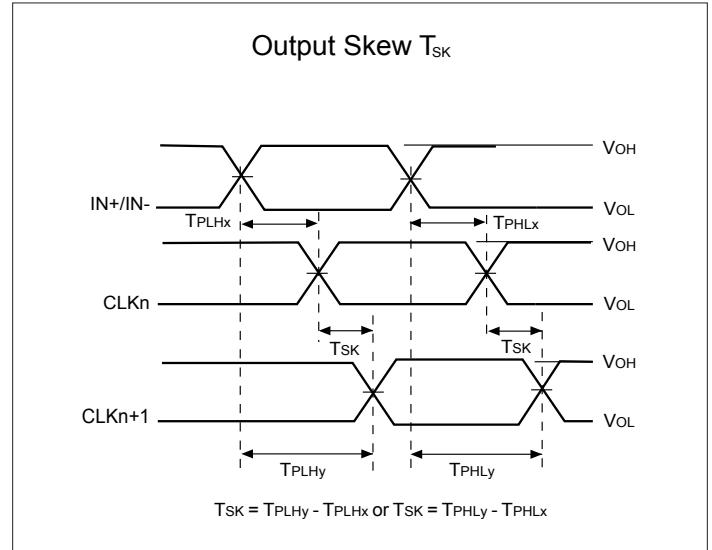 Output Skew TSK
VOH
IN+/IN-
VOL
TPLHx
TPHLx
VOH
CLKn
VOL
TSK
TSK
VOH
CLKn+1
VOL
TPLHy
TPHLy
TSK = TPLHy - TPLHx or TSK = TPHLy - TPHLx